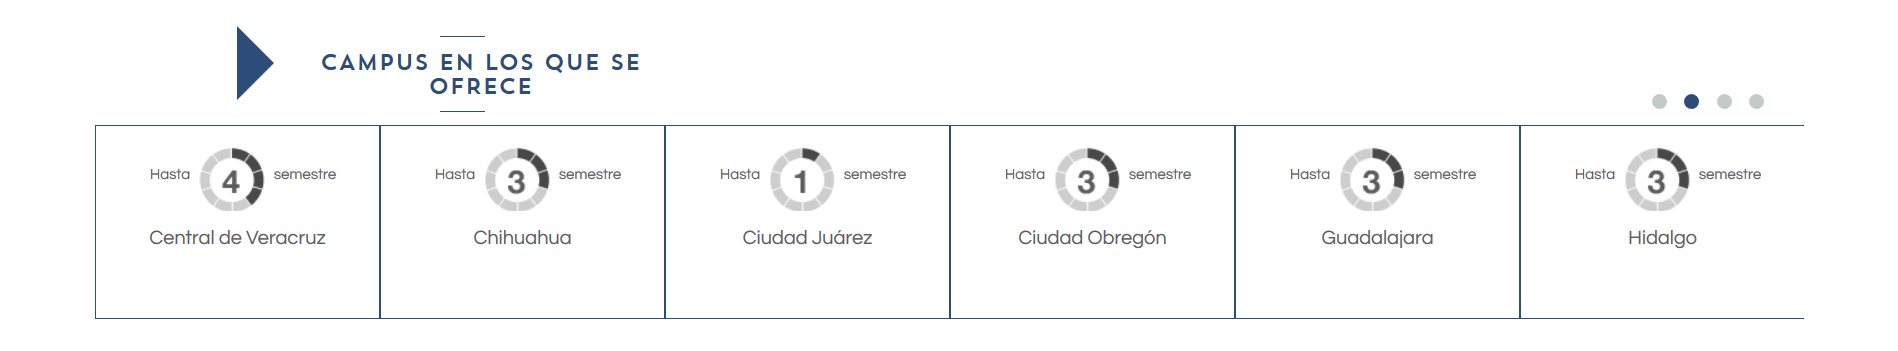 CAMPUS EN LOS QUE SE
OFRECE
Hasta 4 semestre
Central de Veracruz
Hasta 3 semestre
Chihuahua
Hasta 1 semestre
Ciudad Juárez
Hasta 3 semestre
Ciudad Obregón
Hasta 3 semestre
Guadalajara
Hasta 3 semestre
Hidalgo